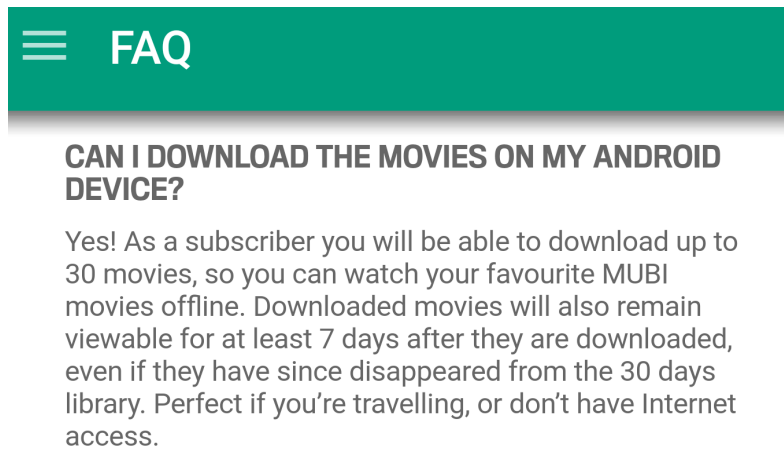 FAQ
CAN I DOWNLOAD THE MOVIES ON MY ANDROID
DEVICE?
Yes! As a subscriber you will be able to download up to
30 movies, so you can watch your favourite MUBI
movies offline. Downloaded movies will also remain
viewable for at least 7 days after they are downloaded,
even if they have since disappeared from the 30 days
library. Perfect if you’re travelling, or don’t have Internet
access.